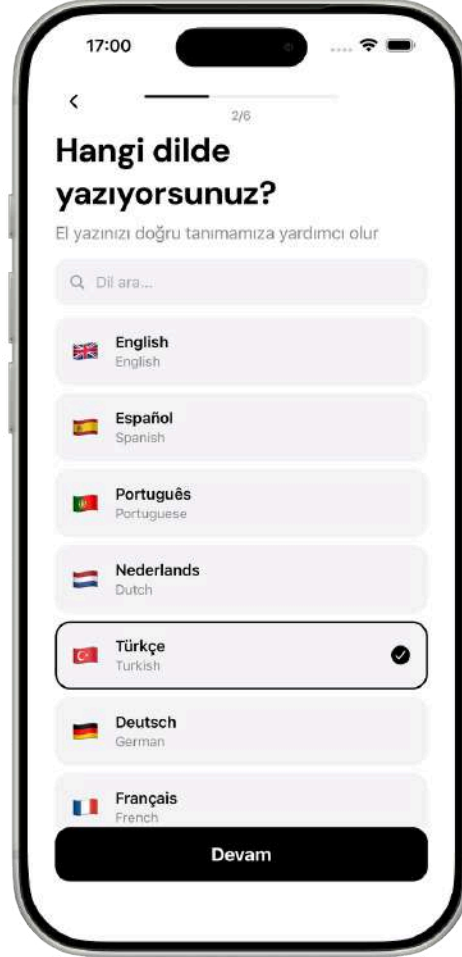 17:00
2/6
Hangi dilde
yazıyorsunuz?
El yazınızı doğru tanımamıza yardımcı olur
Dil ara...
English
English
Español
Spanish
Português
Portuguese
Nederlands
Dutch
Türkçe
Turkish
Deutsch
German
Français
French
Devam